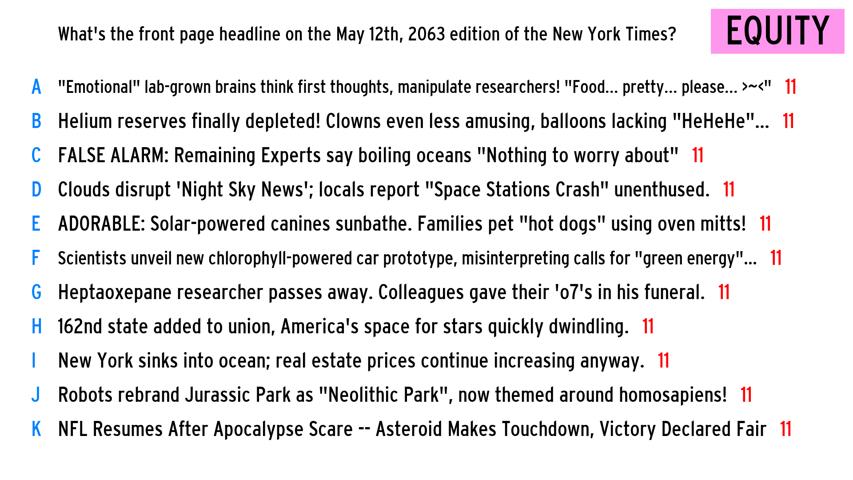 What's the front page headline on the May 12th, 2063 edition of the New York Times?
EQUITY
A "Emotional" lab-grown brains think first thoughts, manipulate researchers! "Food... pretty... please... >~<" 11
B Helium reserves finally depleted! Clowns even less amusing, balloons lacking "HeHeHe"... 11
C FALSE ALARM: Remaining Experts say boiling oceans "Nothing to worry about" 11
D Clouds disrupt 'Night Sky News'; locals report "Space Stations Crash" unenthused. 11
E ADORABLE: Solar-powered canines sunbathe. Families pet "hot dogs" using oven mitts! 11
F Scientists unveil new chlorophyll-powered car prototype, misinterpreting calls for "green energy"... 11
G Heptaoxepane researcher passes away. Colleagues gave their 'o7's in his funeral. 11
H 162nd state added to union, America's space for stars quickly dwindling. 11
I New York sinks into ocean; real estate prices continue increasing anyway. 11
J Robots rebrand Jurassic Park as "Neolithic Park", now themed around homosapiens! 11
K NFL Resumes After Apocalypse Scare -- Asteroid Makes Touchdown, Victory Declared Fair 11